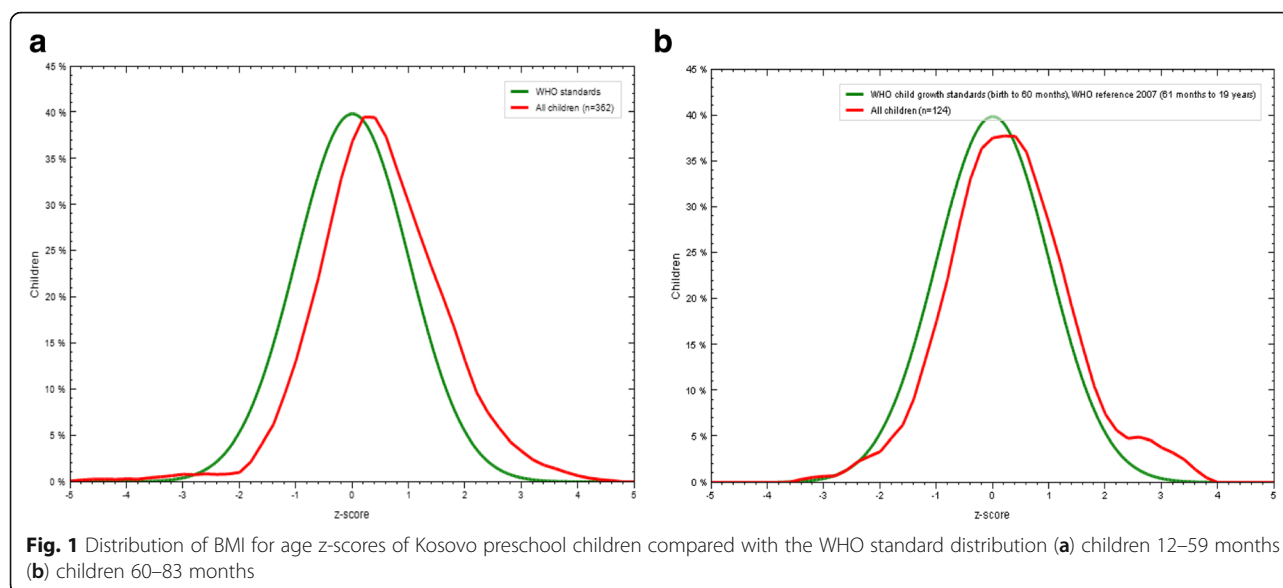 a
45 %
40 %
35 %
30 %
25 %
20 %
15 %
10 %
5 %
0 %
Children
-5 -4 -3 -2 -1 0 1 2 3 4 5
z-score
WHO standards
All children (n=362)
b
45 %
40 %
35 %
30 %
25 %
20 %
15 %
10 %
5 %
0 %
Children
-5 -4 -3 -2 -1 0 1 2 3 4 5
z-score
WHO child growth standards (birth to 60 months), WHO reference 2007 (61 months to 19 years)
All children (n=124)
Fig. 1 Distribution of BMI for age z-scores of Kosovo preschool children compared with the WHO standard distribution (a) children 12–59 months
(b) children 60–83 months